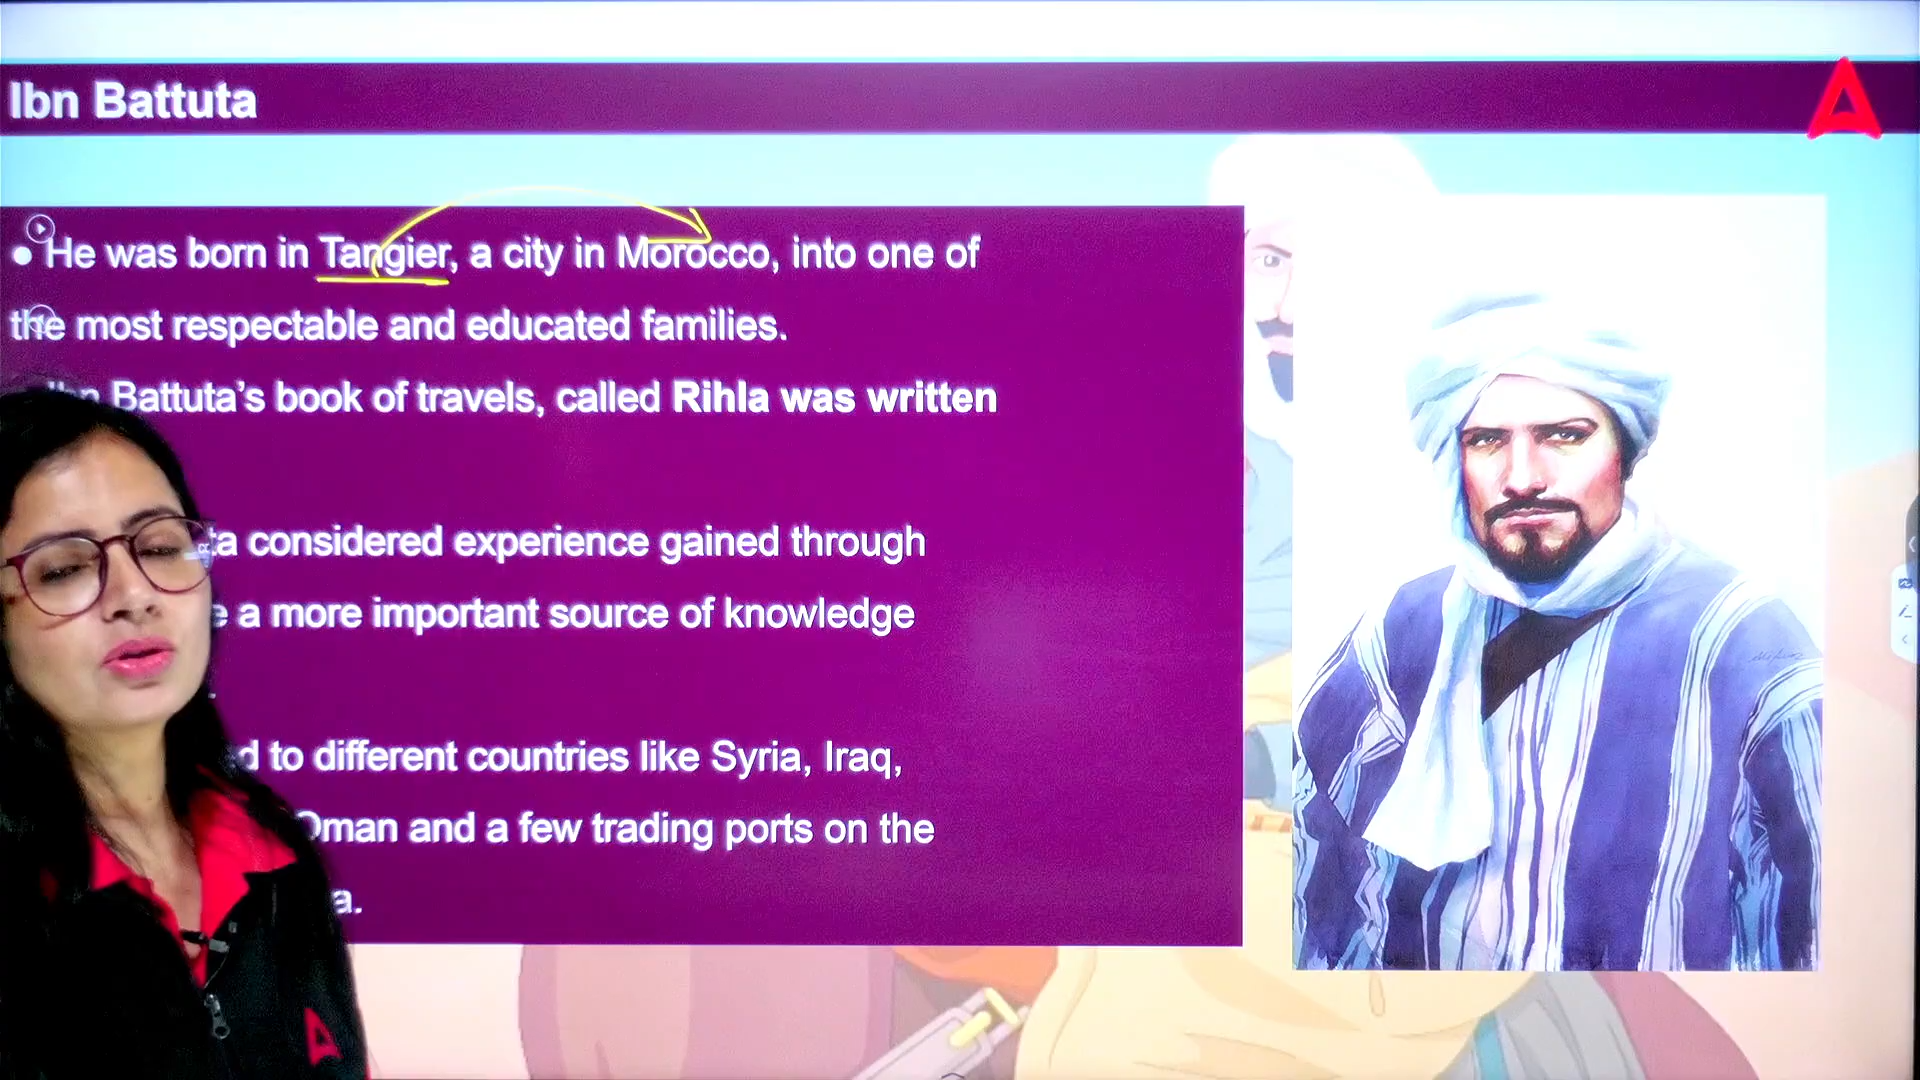 Ibn Battuta
• He was born in Tangier, a city in Morocco, into one of
the most respectable and educated families.
Ibn Battuta’s book of travels, called Rihla was written
considered experience gained through
a more important source of knowledge
to different countries like Syria, Iraq,
Oman and a few trading ports on the